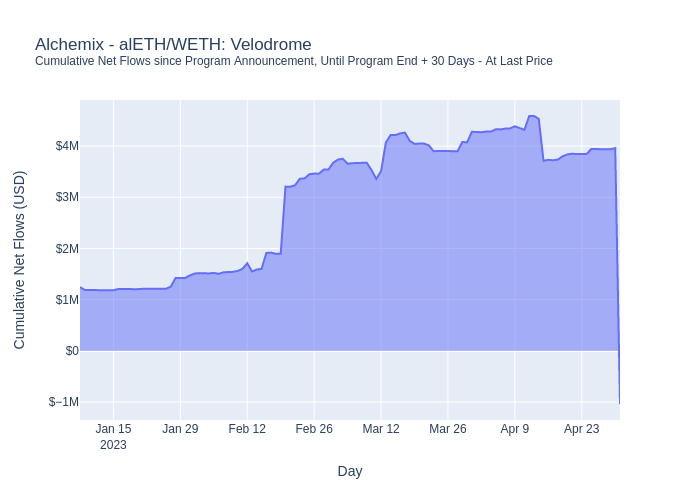 Alchemix - alETH/WETH: Velodrome
Cumulative Net Flows since Program Announcement, Until Program End + 30 Days - At Last Price
Cumulative Net Flows (USD)
$4M
$3M
$2M
$1M
$0
$−1M
Jan 15
2023
Jan 29
Feb 12
Feb 26
Mar 12
Mar 26
Apr 9
Apr 23
Day